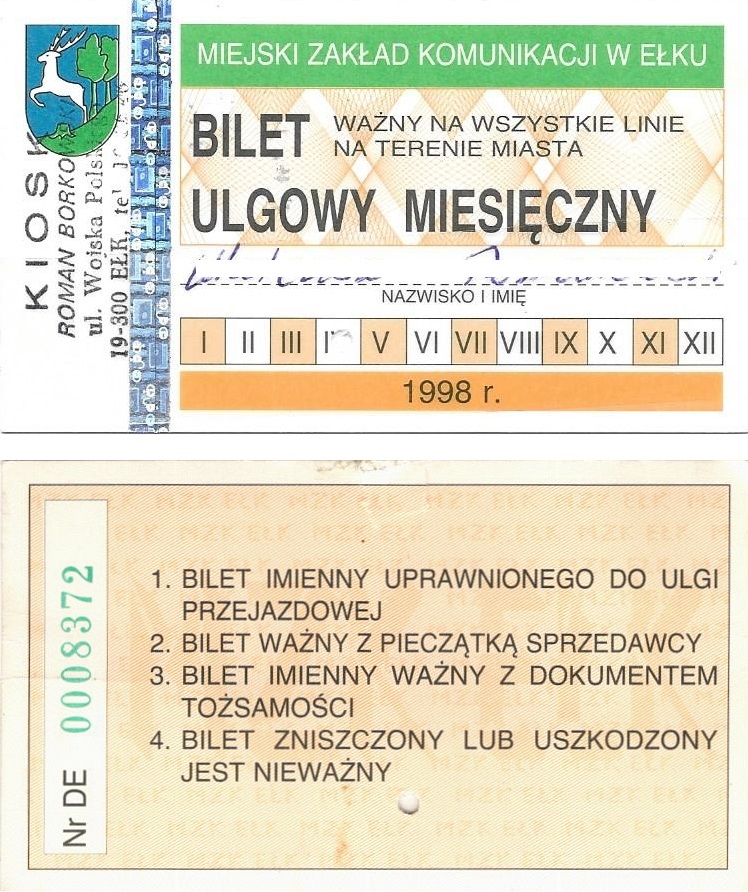 MIEJSKI ZAKŁAD KOMUNIKACJI W EŁKU
BILET WAŻNY NA WSZYSTKIE LINIE
NA TERENIE MIASTA
ULGOWY MIESIĘCZNY
NAZWISKO I IMIĘ
I II III V VI VII VIII IX X XI XII
1998 r.
KIOSK
ROMAN
ul. Wojska
19-300 EŁK, tel.
Nr DE 0008372
1. BILET IMIENNY UPRAWNIONEGO DO ULGI
PRZEJAZDOWEJ
2. BILET WAŻNY Z PIECZĄTKĄ SPRZEDAWCY
3. BILET IMIENNY WAŻNY Z DOKUMENTEM
TOŻSAMOŚCI
4. BILET ZNISZCZONY LUB USZKODZONY
JEST NIEWAŻNY